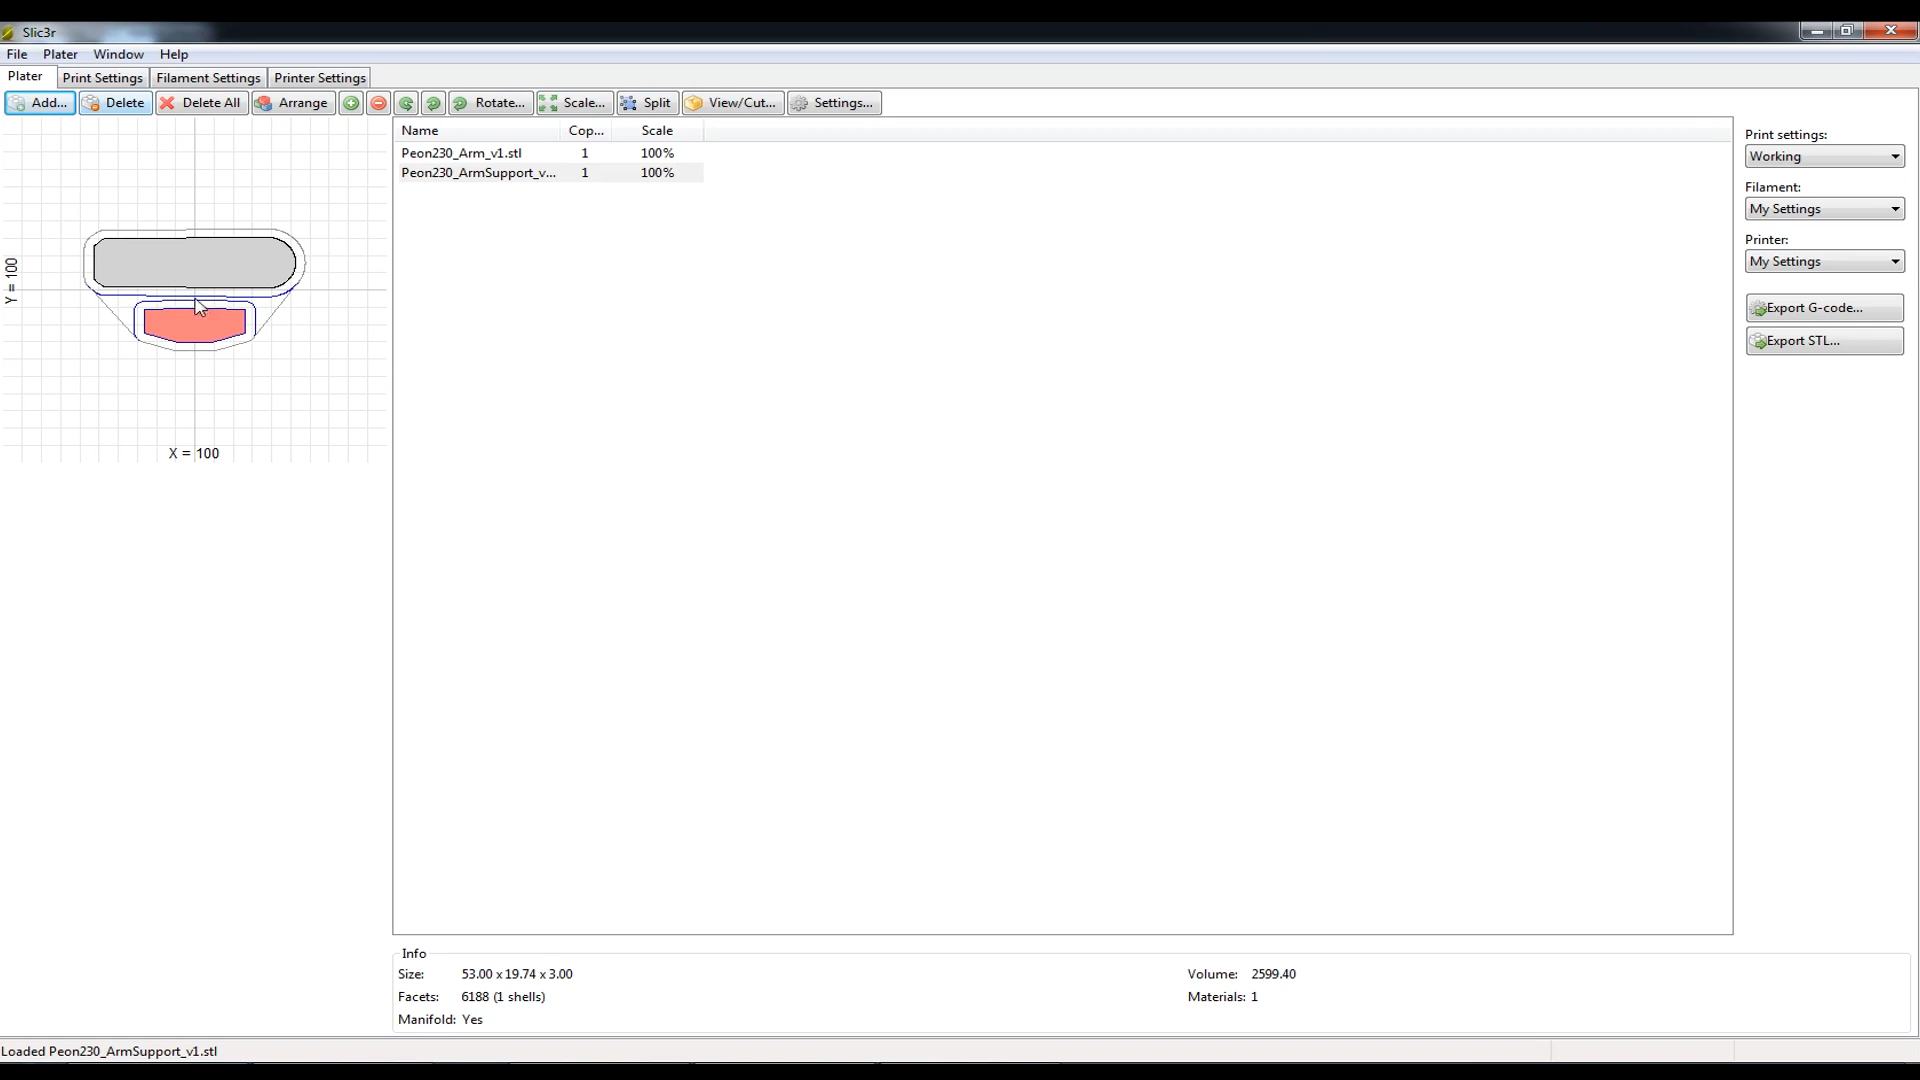 Slic3r
File Plater Window Help
Plater Print Settings Filament Settings Printer Settings
Add... Delete Delete All Arrange Rotate... Scale... Split View/Cut... Settings...
Name Cop... Scale
Peon230_Arm_v1.stl 1 100%
Peon230_ArmSupport_v... 1 100%
Y = 100
X = 100
Print settings:
Working
Filament:
My Settings
Printer:
My Settings
Export G-code...
Export STL...
Info
Size: 53.00 x 19.74 x 3.00 Volume: 2599.40
Facets: 6188 (1 shells) Materials: 1
Manifold: Yes
Loaded Peon230_ArmSupport_v1.stl